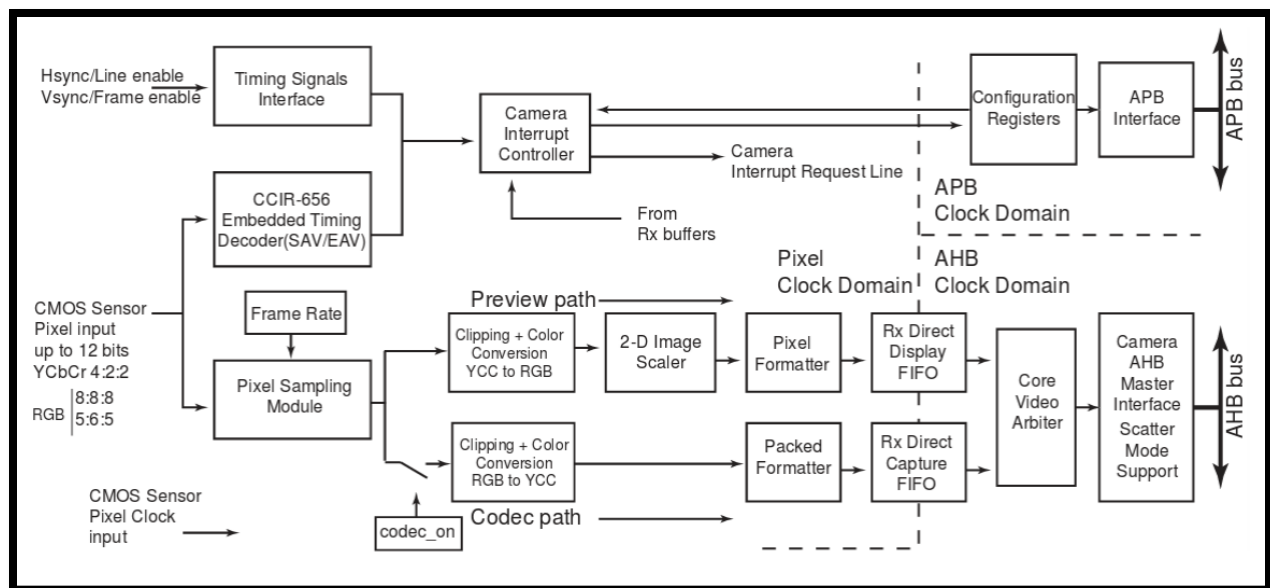 Hsync/Line enable
Vsync/Frame enable
Timing Signals
Interface
CCIR-656
Embedded Timing
Decoder(SAV/EAV)
Camera
Interrupt
Controller
Camera
Interrupt Request Line
From
Rx buffers
Configuration
Registers
APB
Interface
APB bus
APB
Clock Domain
Pixel
Clock Domain
AHB
Clock Domain
CMOS Sensor
Pixel input
up to 12 bits
YCbCr 4:2:2
RGB
8:8:8
5:6:5
Frame Rate
Pixel Sampling
Module
Preview path
Clipping + Color
Conversion
YCC to RGB
2-D Image
Scaler
Pixel
Formatter
Rx Direct
Display
FIFO
Core
Video
Arbiter
Camera
AHB
Master
Interface
Scatter
Mode
Support
AHB bus
Clipping + Color
Conversion
RGB to YCC
Packed
Formatter
Rx Direct
Capture
FIFO
codec_on
Codec path
CMOS Sensor
Pixel Clock
input